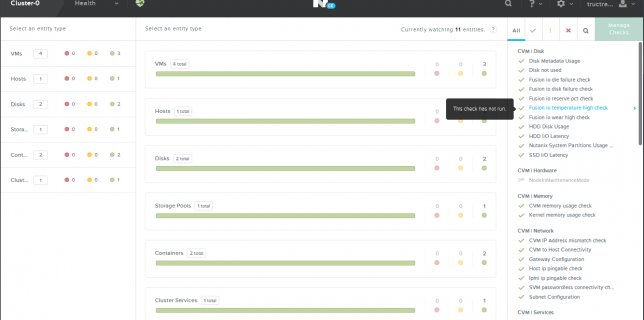 Cluster-0
Health
?
tructra...
Select an entity type
VMs 4 0 0 3
Hosts 1 0 0 1
Disks 2 0 0 2
Stora... 1 0 0 1
Cont... 2 0 0 2
Clust... 1 0 0 1
Select an entity type
Currently watching 11 entities. ?
VMs 4 total 0 0 2
Hosts 1 total 0
Disks 2 total 0 0 2
Storage Pools 1 total 0 0 1
Containers 2 total 0 0 2
Cluster Services 1 total 0 0 1
All
Manage
Checks
CVM | Disk
Disk Metadata Usage
Disk not used
Fusion io die failure check
Fusion io disk failure check
Fusion io reserve pct check
This check has not run.
Fusion io temperature high check
Fusion io wear high check
HDD Disk Usage
HDD I/O Latency
Nutanix System Partitions Usage ...
SSD I/O Latency
CVM | Hardware
NodeInMaintenanceMode
CVM | Memory
CVM memory usage check
Kernel memory usage check
CVM | Network
CVM IP Address mismatch check
CVM to Host Connectivity
Gateway Configuration
Host ip pingable check
Ipmi ip pingable check
SVM passwordless connectivity ch...
Subnet Configuration
CVM | Services